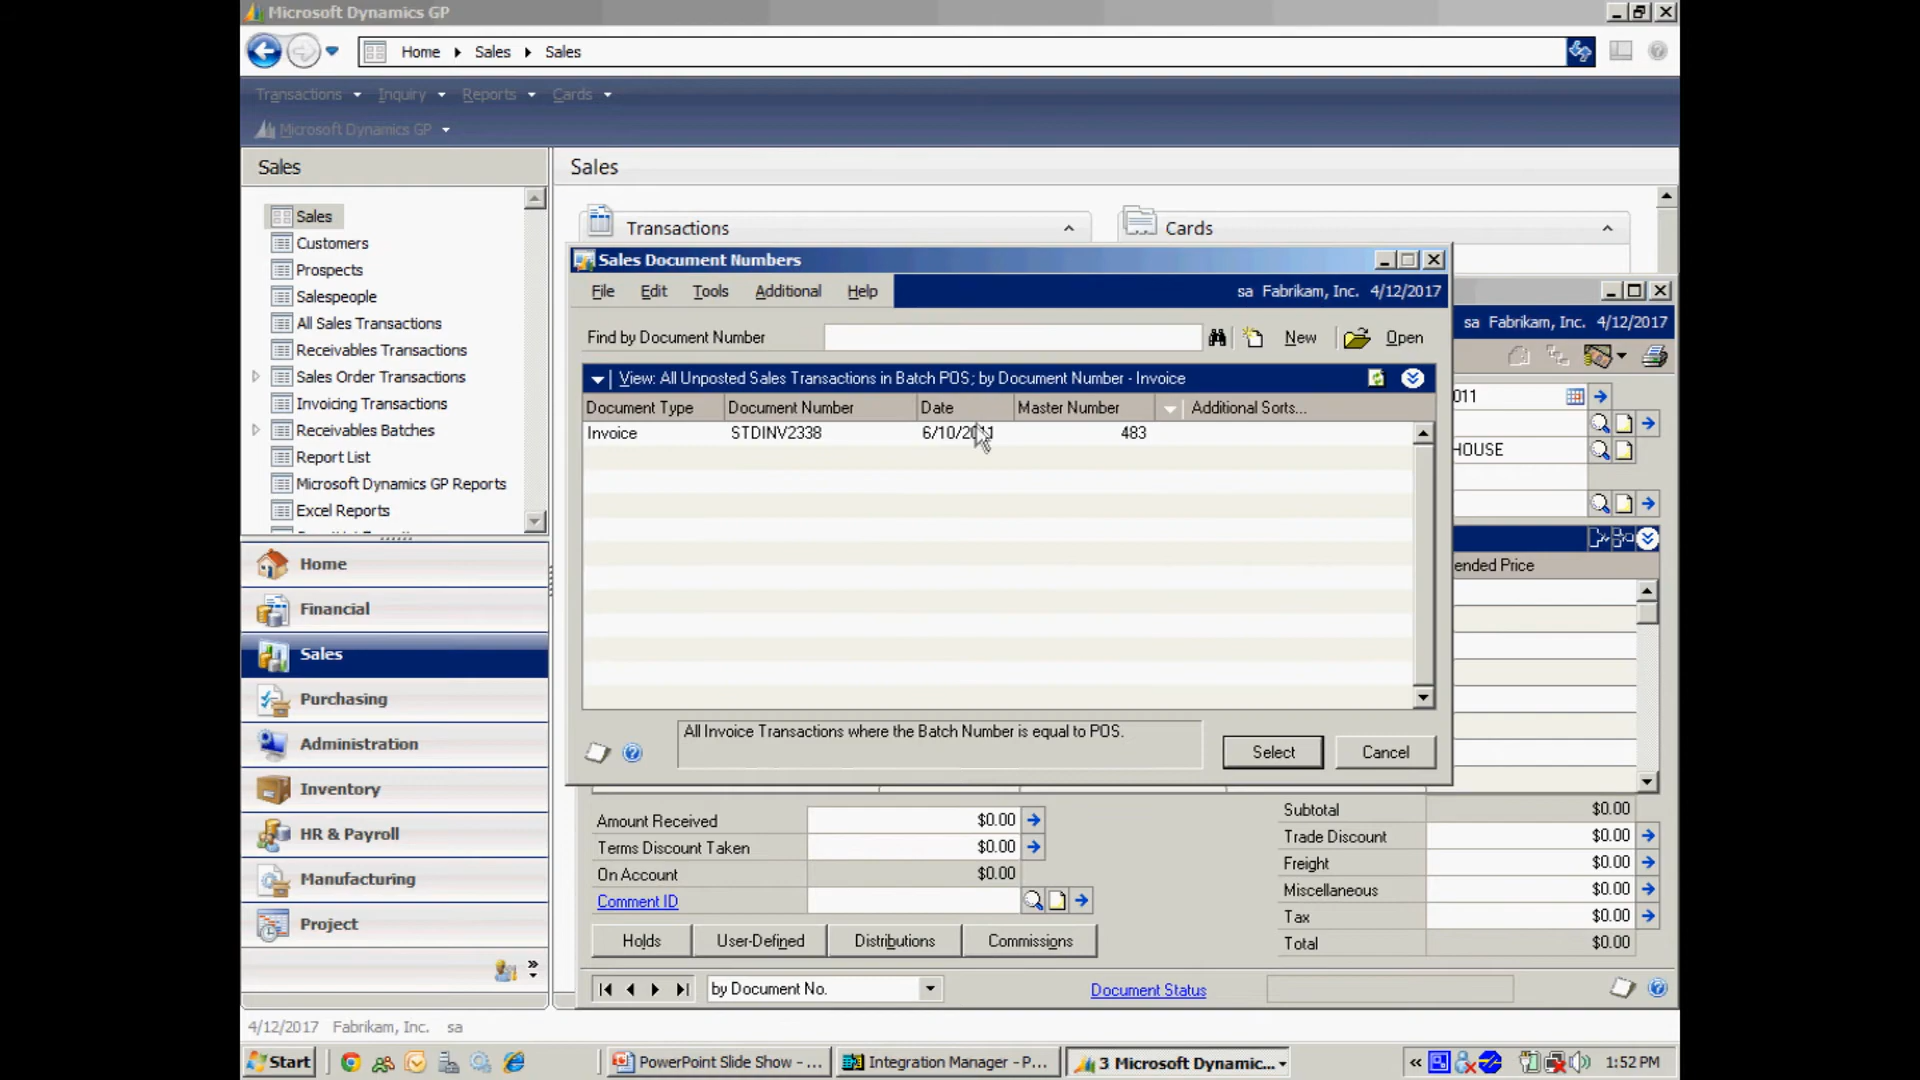 Microsoft Dynamics GP
Home Sales Sales
Transactions Inquiry Reports Cards
Microsoft Dynamics GP
Sales
Sales
Customers
Prospects
Salespeople
All Sales Transactions
Receivables Transactions
Sales Order Transactions
Invoicing Transactions
Receivables Batches
Report List
Microsoft Dynamics GP Reports
Excel Reports
Home
Financial
Sales
Purchasing
Administration
Inventory
HR & Payroll
Manufacturing
Project
Sales
Transactions Cards
Sales Document Numbers
File Edit Tools Additional Help sa Fabrikam, Inc. 4/12/2017
Find by Document Number New Open
View: All Unposted Sales Transactions in Batch POS; by Document Number - Invoice
Document Type Document Number Date Master Number Additional Sorts...
Invoice STDINV2338 6/10/2011 483
All Invoice Transactions where the Batch Number is equal to POS.
Select Cancel
sa Fabrikam, Inc. 4/12/2017
011
HOUSE
ended Price
Amount Received $0.00
Terms Discount Taken $0.00
On Account $0.00
Comment ID
Subtotal $0.00
Trade Discount $0.00
Freight $0.00
Miscellaneous $0.00
Tax $0.00
Total $0.00
Holds User-Defined Distributions Commissions
by Document No. Document Status
4/12/2017 Fabrikam, Inc. sa
Start PowerPoint Slide Show - ... Integration Manager - P... 3 Microsoft Dynamic... 1:52 PM